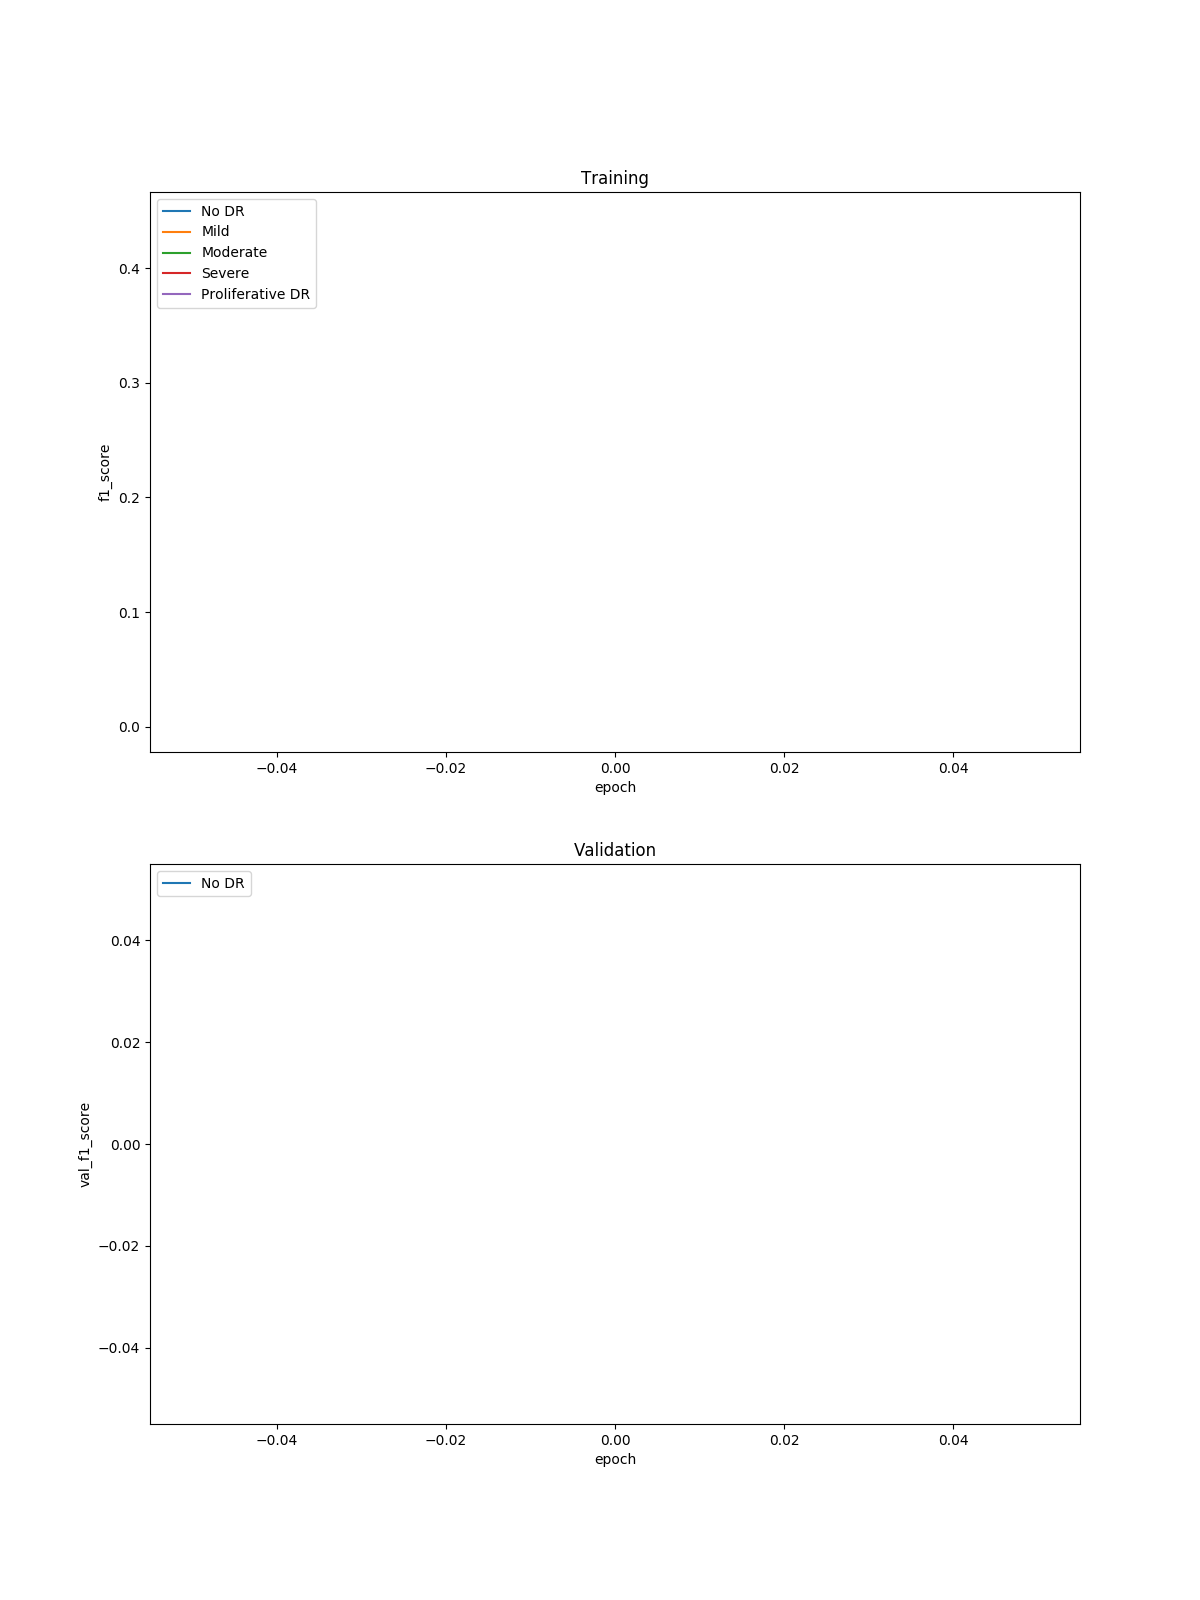 Training
No DR
Mild
Moderate
Severe
Proliferative DR
0.4
0.3
0.2
0.1
0.0
f1_score
−0.04 −0.02 0.00 0.02 0.04
epoch
Validation
No DR
0.04
0.02
0.00
−0.02
−0.04
val_f1_score
−0.04 −0.02 0.00 0.02 0.04
epoch